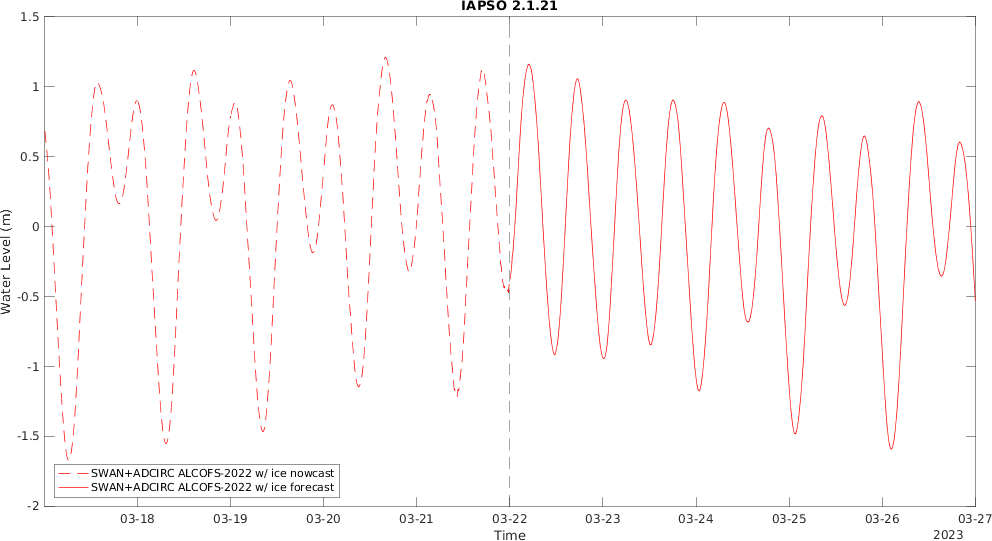 IAPSO 2.1.21
1.5
1
0.5
0
-0.5
-1
-1.5
-2
Water Level (m)
SWAN+ADCIRC ALCOFS-2022 w/ ice nowcast
SWAN+ADCIRC ALCOFS-2022 w/ ice forecast
03-18 03-19 03-20 03-21 03-22 03-23 03-24 03-25 03-26 03-27
Time
2023